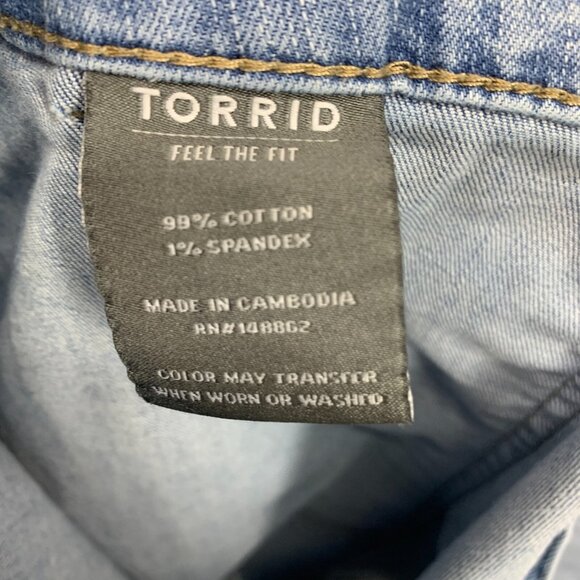 TORRID
FEEL THE FIT
99% COTTON
1% SPANDEX
MADE IN CAMBODIA
RN#148862
COLOR MAY TRANSFER
WHEN WORN OR WASHED